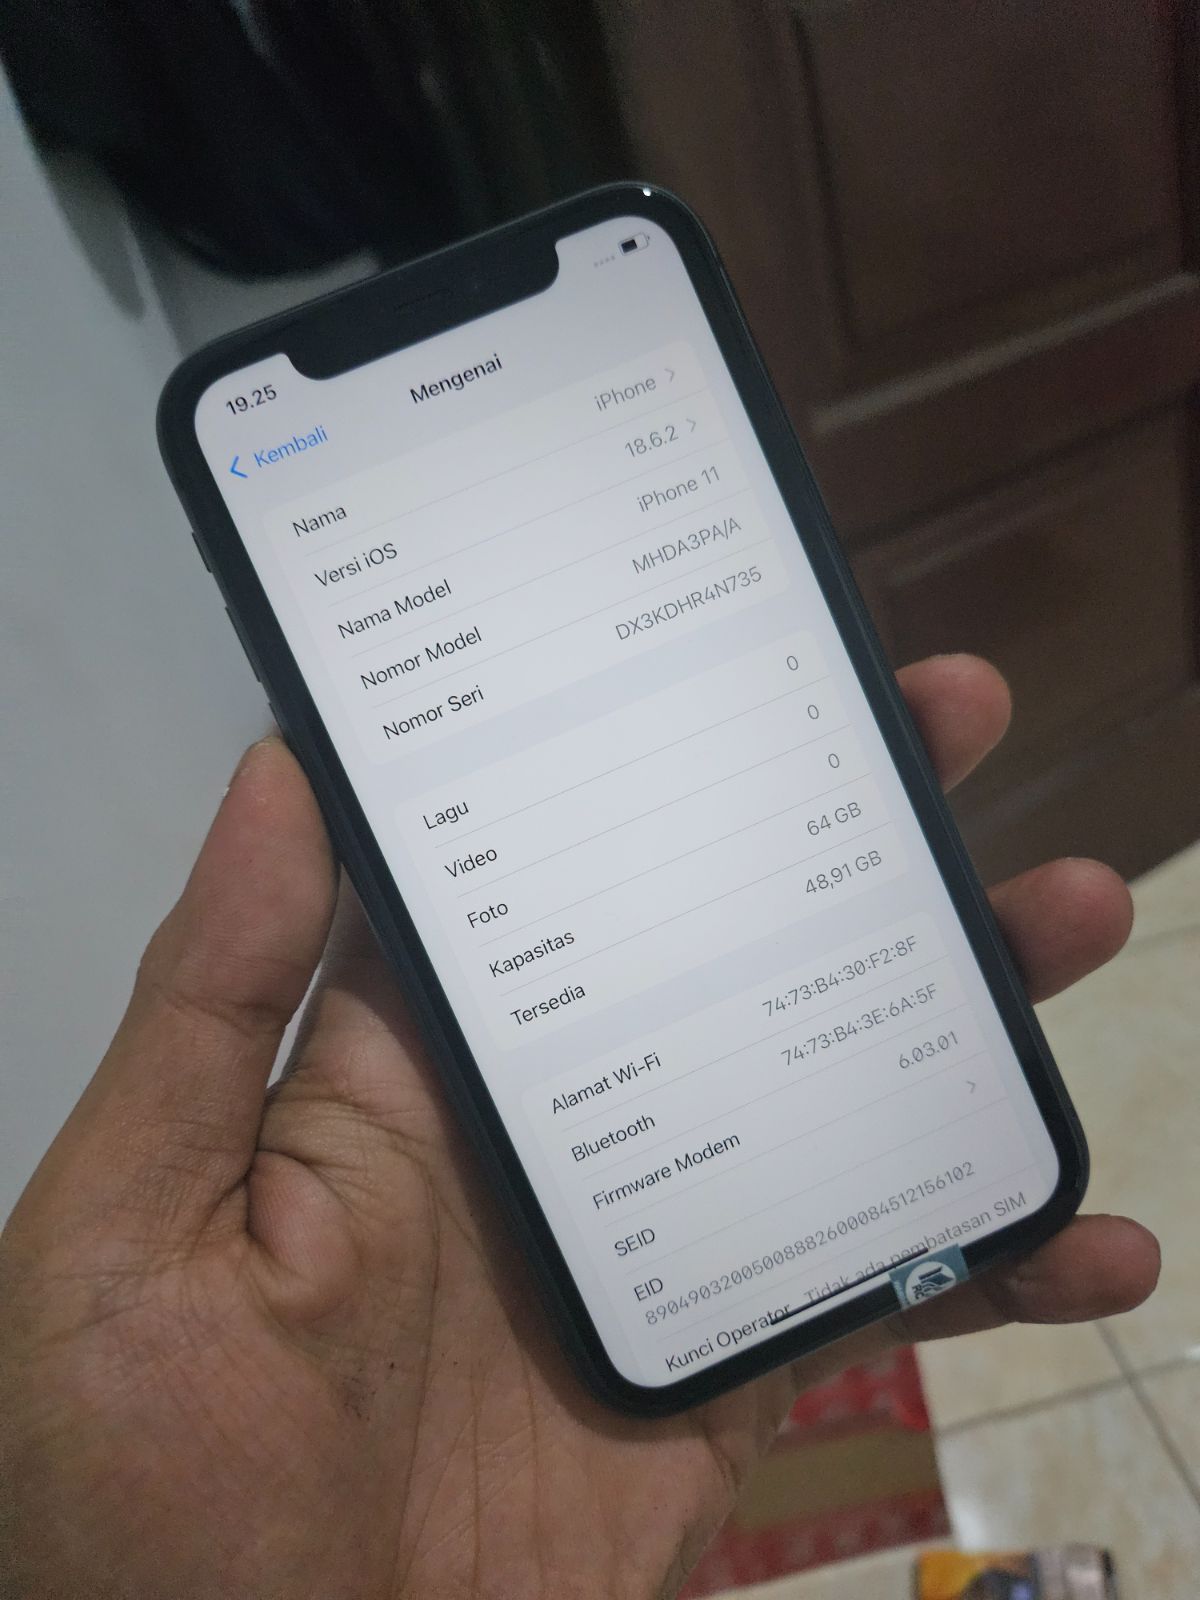 19.25
Kembali
Mengenai
Nama iPhone
Versi iOS 18.6.2
Nama Model iPhone 11
Nomor Model MHDA3PA/A
Nomor Seri DX3KDHR4N735
Lagu 0
Video 0
Foto 0
Kapasitas 64 GB
Tersedia 48,91 GB
Alamat Wi-Fi 74:73:B4:30:F2:8F
Bluetooth 74:73:B4:3E:6A:5F
Firmware Modem 6.03.01
SEID
EID
89049032005008882600084512156102
Kunci Operator Tidak ada pembatasan SIM